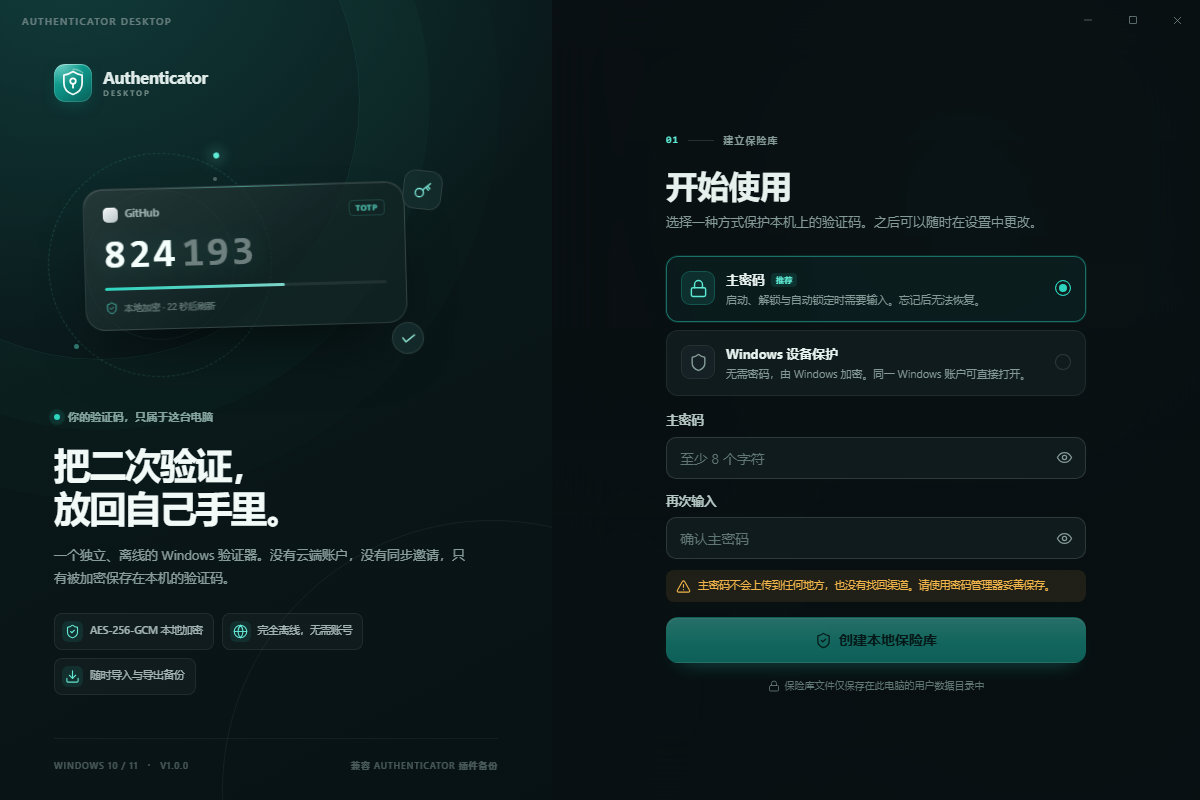 AUTHENTICATOR DESKTOP
Authenticator
DESKTOP
GitHub
TOTP
824 193
本地加密 · 22 秒后刷新
你的验证码，只属于这台电脑
把二次验证，
放回自己手里。
一个独立、离线的 Windows 验证器。没有云端账户，没有同步邀请，只
有被加密保存在本机的验证码。
AES-256-GCM 本地加密
完全离线，无需账号
随时导入与导出备份
WINDOWS 10 / 11 · V1.0.0
兼容 AUTHENTICATOR 插件备份
01 建立保险库
开始使用
选择一种方式保护本机上的验证码。之后可以随时在设置中更改。
主密码 推荐
启动、解锁与自动锁定时需要输入。忘记后无法恢复。
Windows 设备保护
无需密码，由 Windows 加密。同一 Windows 账户可直接打开。
主密码
至少 8 个字符
再次输入
确认主密码
主密码不会上传到任何地方，也没有找回渠道。请使用密码管理器妥善保存。
创建本地保险库
保险库文件仅保存在此电脑的用户数据目录中